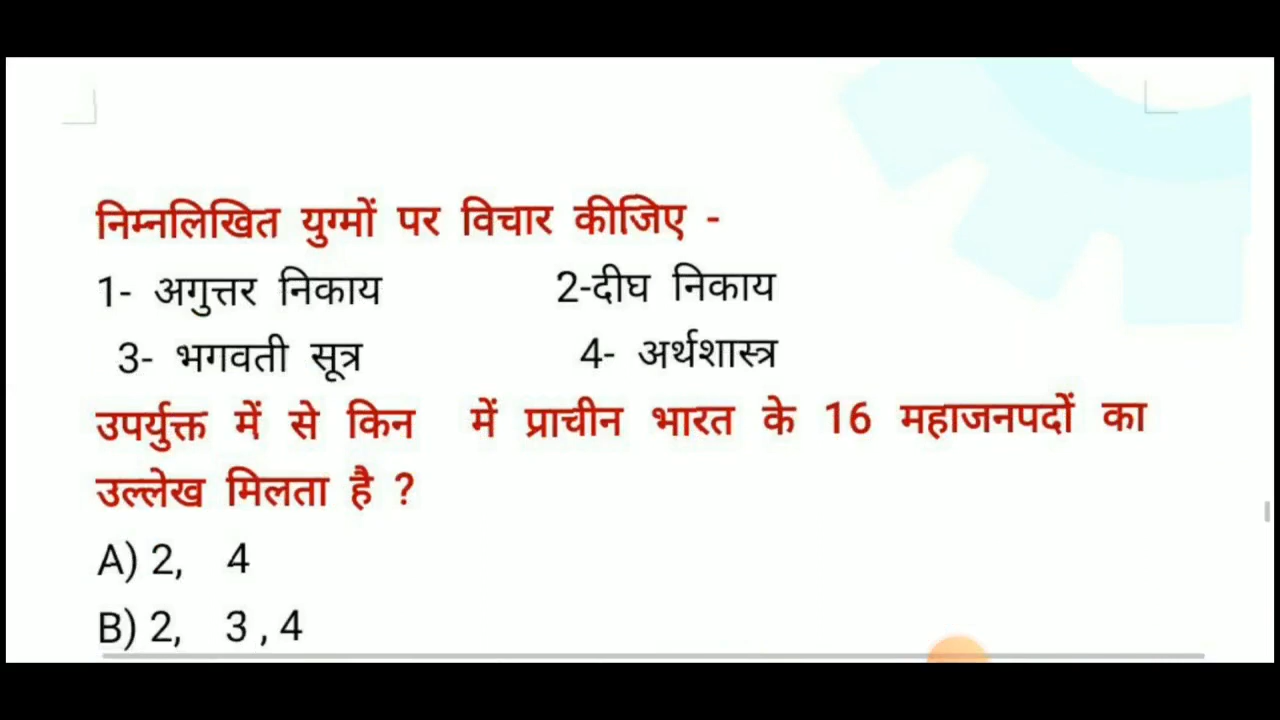 निम्नलिखित युग्मों पर विचार कीजिए -
1- अगुत्तर निकाय 2-दीघ निकाय
3- भगवती सूत्र 4- अर्थशास्त्र
उपर्युक्त में से किन में प्राचीन भारत के 16 महाजनपदों का
उल्लेख मिलता है ?
A) 2, 4
B) 2, 3 , 4